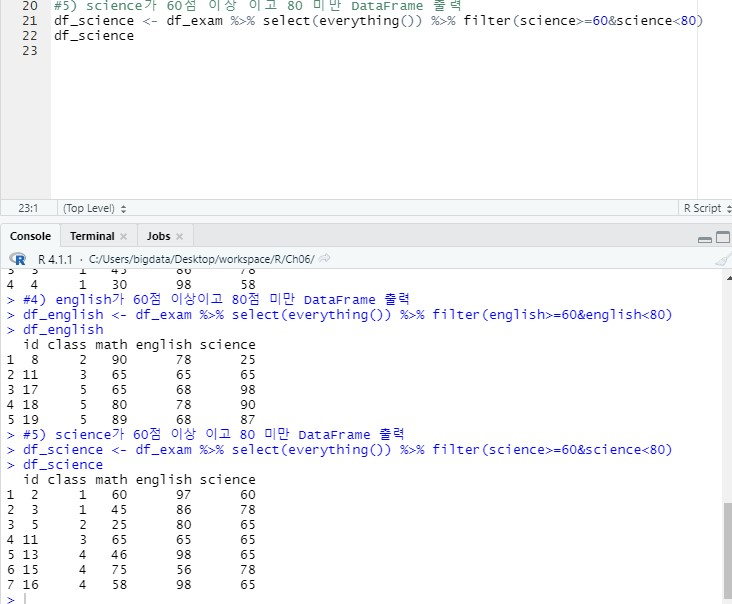 20 #5) science가 60점 이상 이고 80 미만 DataFrame 출력
21 df_science <- df_exam %>% select(everything()) %>% filter(science>=60&science<80)
22 df_science
23
23:1 (Top Level) R Script
Console Terminal Jobs
R 4.1.1 · C:/Users/bigdata/Desktop/workspace/R/Ch06/
3 3 1 45 86 78
4 4 1 30 98 58
> #4) english가 60점 이상이고 80점 미만 DataFrame 출력
> df_english <- df_exam %>% select(everything()) %>% filter(english>=60&english<80)
> df_english
id class math english science
1 8 2 90 78 25
2 11 3 65 65 65
3 17 5 65 68 98
4 18 5 80 78 90
5 19 5 89 68 87
> #5) science가 60점 이상 이고 80 미만 DataFrame 출력
> df_science <- df_exam %>% select(everything()) %>% filter(science>=60&science<80)
> df_science
id class math english science
1 2 1 60 97 60
2 3 1 45 86 78
3 5 2 25 80 65
4 11 3 65 65 65
5 13 4 46 98 65
6 15 4 75 56 78
7 16 4 58 98 65
>